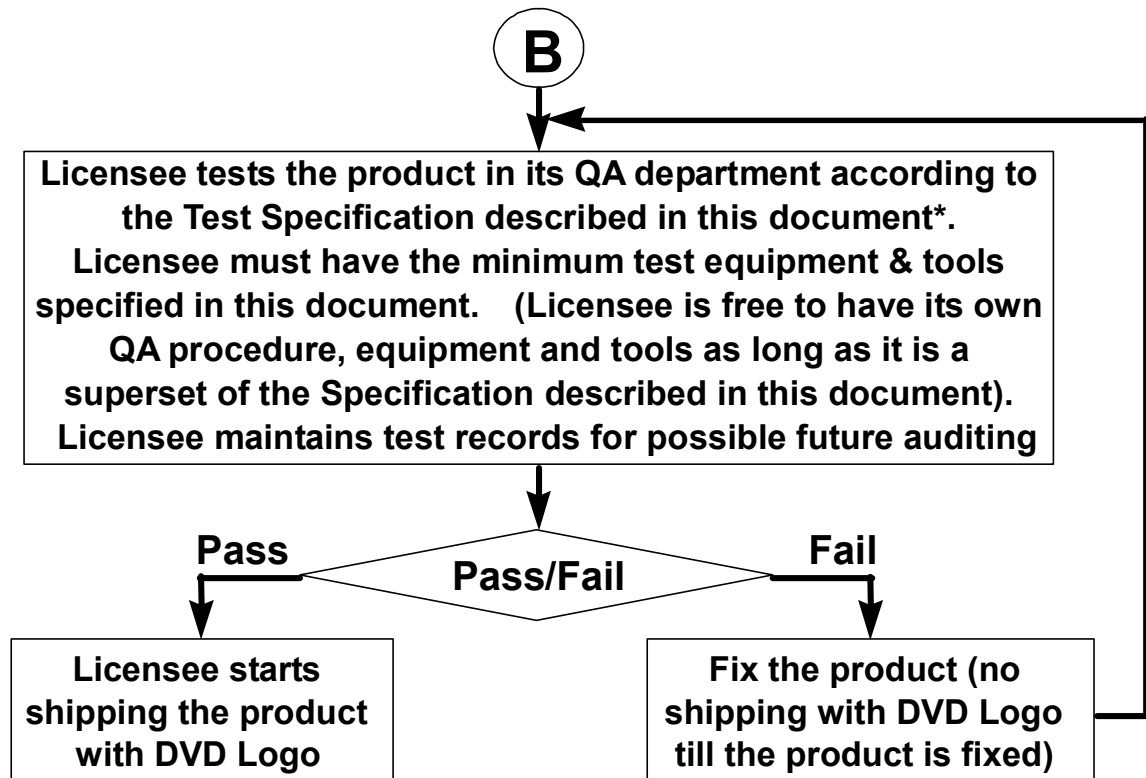 B
Licensee tests the product in its QA department according to
the Test Specification described in this document*.
Licensee must have the minimum test equipment & tools
specified in this document. (Licensee is free to have its own
QA procedure, equipment and tools as long as it is a
superset of the Specification described in this document).
Licensee maintains test records for possible future auditing
Pass
Fail
Pass/Fail
Licensee starts
shipping the product
with DVD Logo
Fix the product (no
shipping with DVD Logo
till the product is fixed)